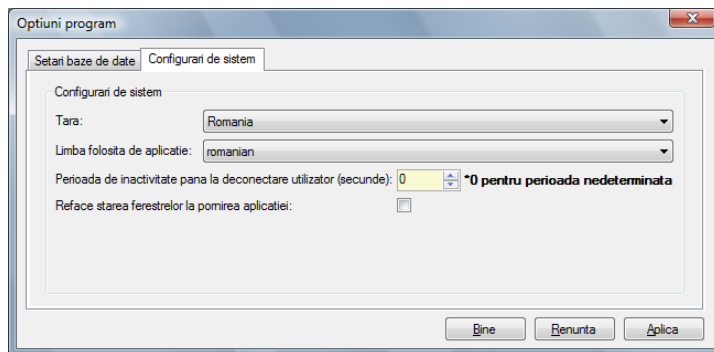 Optiuni program
Setari baze de date Configurari de sistem
Configurari de sistem
Tara: Romania
Limba folosita de aplicatie: romanian
Perioada de inactivitate pana la deconectare utilizator (secunde): 0 *0 pentru perioada nedeterminata
Reface starea ferestrelor la pornirea aplicatiei:
Bine Renunta Aplica